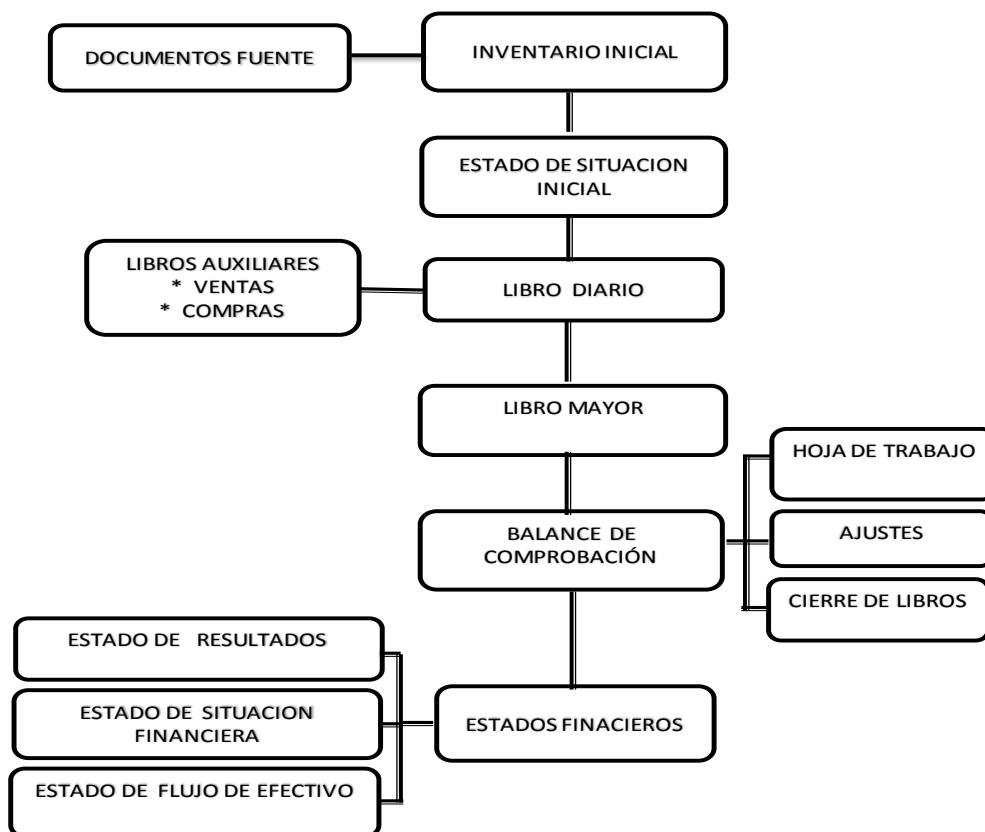 DOCUMENTOS FUENTE
INVENTARIO INICIAL
ESTADO DE SITUACION
INICIAL
LIBROS AUXILIARES
* VENTAS
* COMPRAS
LIBRO DIARIO
LIBRO MAYOR
HOJA DE TRABAJO
BALANCE DE
COMPROBACIÓN
AJUSTES
CIERRE DE LIBROS
ESTADO DE RESULTADOS
ESTADO DE SITUACION
FINANCIERA
ESTADOS FINACIEROS
ESTADO DE FLUJO DE EFECTIVO